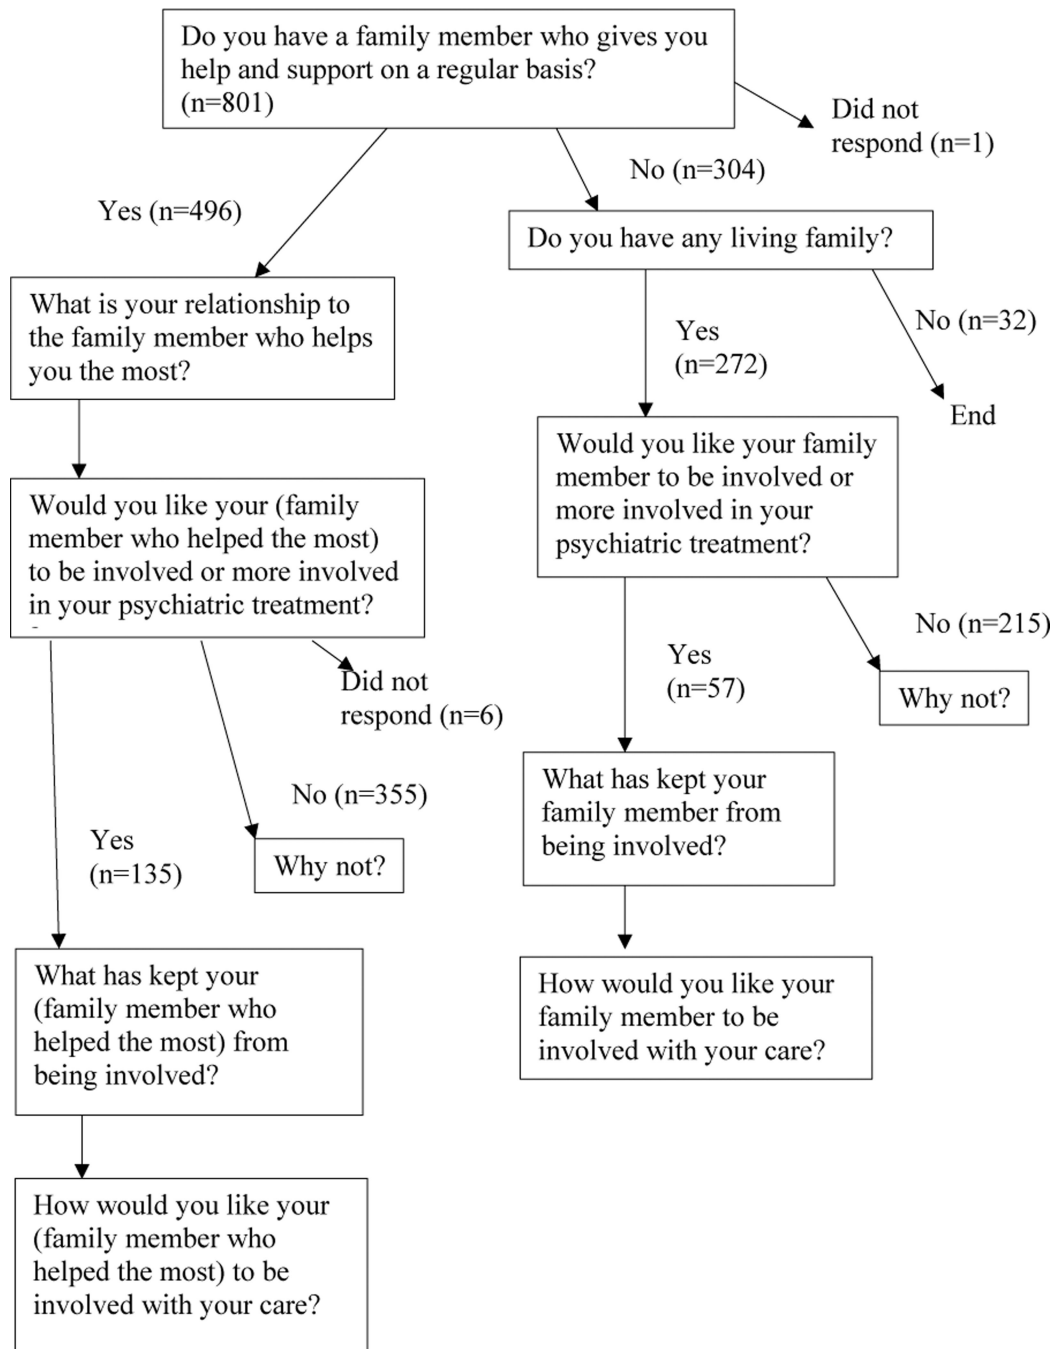 Do you have a family member who gives you
help and support on a regular basis?
(n=801)
Did not
respond (n=1)
No (n=304)
Yes (n=496)
Do you have any living family?
What is your relationship to
the family member who helps
you the most?
Yes
(n=272)
No (n=32)
End
Would you like your family
member to be involved or
more involved in your
psychiatric treatment?
Would you like your (family
member who helped the most)
to be involved or more involved
in your psychiatric treatment?
No (n=215)
Yes
(n=57)
Why not?
Did not
respond (n=6)
No (n=355)
Yes
(n=135)
Why not?
What has kept your
family member from
being involved?
What has kept your
(family member who
helped the most) from
being involved?
How would you like your
family member to be
involved with your care?
How would you like your
(family member who
helped the most) to be
involved with your care?